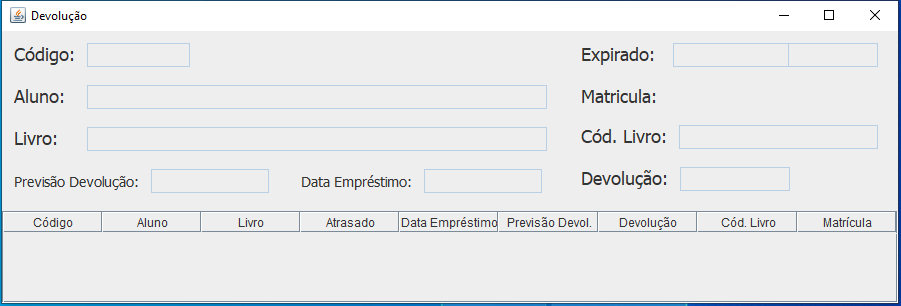 Devolução
Código:
Expirado:
Aluno:
Matricula:
Livro:
Cód. Livro:
Previsão Devolução:
Data Empréstimo:
Devolução:
Código Aluno Livro Atrasado Data Empréstimo Previsão Devol. Devolução Cód. Livro Matrícula